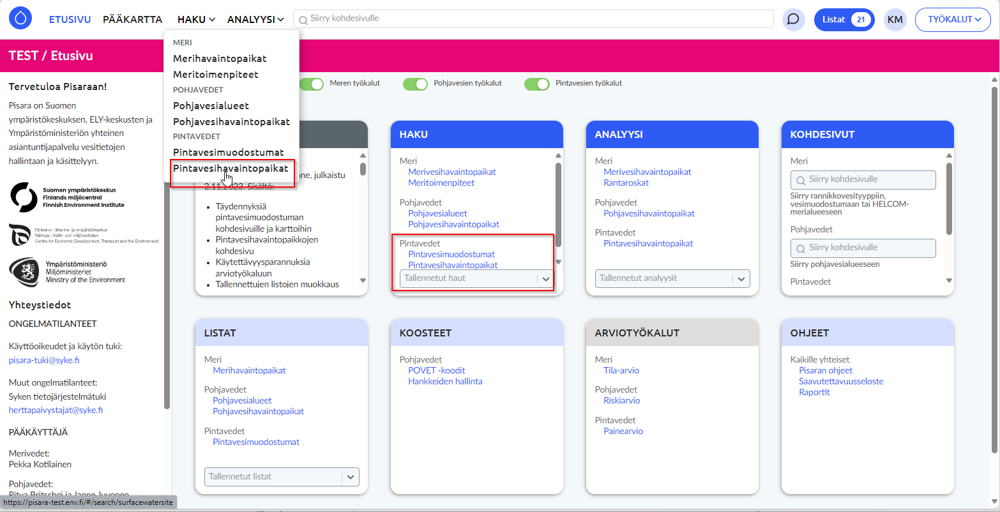 ETUSIVU PÄÄKARTTA HAKU ANALYYSI Siirry kohdesivulle Listat 21 KM TYÖKALUT
TEST / Etusivu
MERI
Merihavaintopaikat
Meritoimenpiteet
POHJAVEDET
Pohjavesialueet
Pohjavesihavaintopaikat
PINTAVEDET
Pintavesimuodostumat
Pintavesihavaintopaikat
Tervetuloa Pisaraan!
Pisara on Suomen
ympäristökeskuksen, ELY-keskusten ja
Ympäristöministeriön yhteinen
asiantuntijapalvelu vesitietojen
hallintaan ja käsittelyyn.
Suomen ympäristökeskus
Finlands miljöcentral
Finnish Environment Institute
Elinkeino-, liikenne- ja ympäristökeskus
Närings-, trafik- och miljöcentralen
Centre for Economic Development, Transport and the Environment
Ympäristöministeriö
Miljöministeriet
Ministry of the Environment
Yhteystiedot
ONGELMATILANTEET
Käyttöoikeudet ja käytön tuki:
pisara-tuki@syke.fi
Muut ongelmatilanteet:
Syken tietojärjestelmätuki
herttapaivystajat@syke.fi
PÄÄKÄYTTÄJÄ
Merivedet:
Pekka Kotilainen
Pohjavedet:
Ritva Britschgi ja Janne Juvonen
https://pisara-test.env.fi/#/search/surfacewatersite
Meren työkalut Pohjavesien työkalut Pintavesien työkalut
julkaistu
2.11.2023. Sisältö:
• Täydennyksiä
pintavesimuodostuman
kohdesivuille ja karttoihin
• Pintavesihavaintopaikkojen
kohdesivu
• Käytettävyysparannuksia
arviotyökaluun
• Tallennettujen listojen muokkaus
HAKU
Meri
Merivesihavaintopaikat
Meritoimenpiteet
Pohjavedet
Pohjavesialueet
Pohjavesihavaintopaikat
Pintavedet
Pintavesimuodostumat
Pintavesihavaintopaikat
Tallennetut haut
ANALYYSI
Meri
Merivesihavaintopaikat
Rantaroskat
Pohjavedet
Pohjavesihavaintopaikat
Pintavedet
Pintavesihavaintopaikat
Tallennetut analyysit
KOHDESIVUT
Meri
Siirry kohdesivulle
Siirry rannikkovesityyppiin,
vesimuodostumaan tai HELCOM-
merialueeseen
Pohjavedet
Siirry kohdesivulle
Siirry pohjavesialueeseen
Pintavedet
LISTAT
Meri
Merihavaintopaikat
Pohjavedet
Pohjavesialueet
Pohjavesihavaintopaikat
Pintavedet
Pintavesimuodostumat
Tallennetut listat
KOOSTEET
Pohjavedet
POVET -koodit
Hankkeiden hallinta
ARVIOTYÖKALUT
Meri
Tila-arvio
Pohjavedet
Riskiarvio
Pintavedet
Painearvio
OHJEET
Kaikille yhteiset
Pisaran ohjeet
Saavutettavuusseloste
Raportit